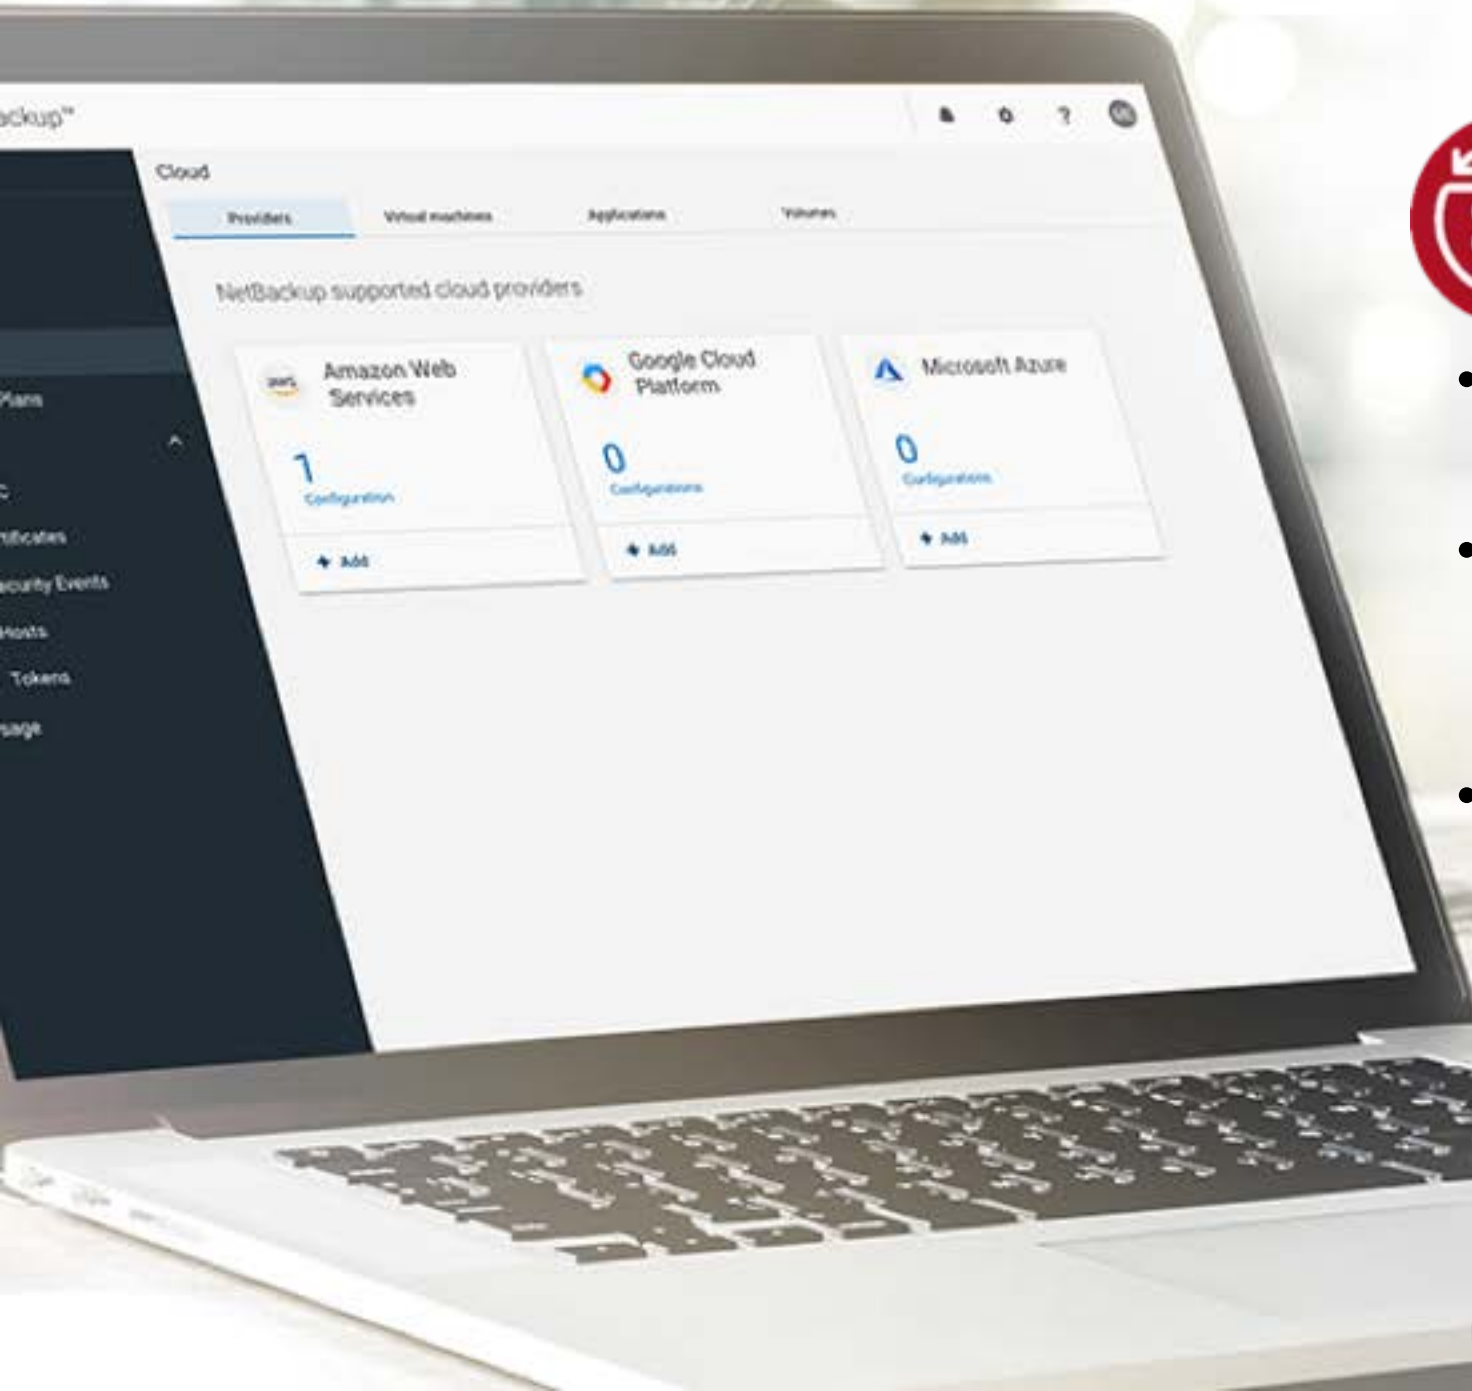 ackup™
?
Cloud
Providers
Virtual machines
Applications
Volumes
NetBackup supported cloud providers
aws
Amazon Web
Services
1
Configuration
+ Add
Google Cloud
Platform
0
Configurations
+ Add
Microsoft Azure
0
Configurations
+ Add
Plans
C
rtificates
ecurity Events
Hosts
Tokens
sage